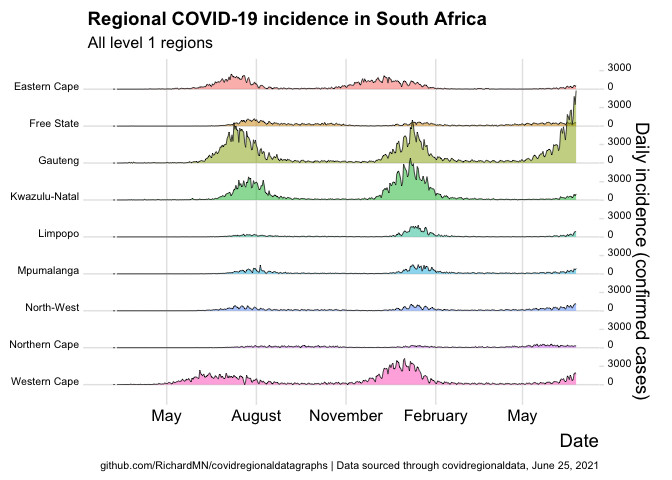 Regional COVID-19 incidence in South Africa
All level 1 regions
3000
Eastern Cape 0
3000
Free State 0
3000
Gauteng 0
3000
Kwazulu-Natal 0
3000
Limpopo 0
3000
Mpumalanga 0
3000
North-West 0
3000
Northern Cape 0
3000
Western Cape 0
Daily incidence (confirmed cases)
May August November February May
Date
github.com/RichardMN/covidregionaldatagraphs | Data sourced through covidregionaldata, June 25, 2021